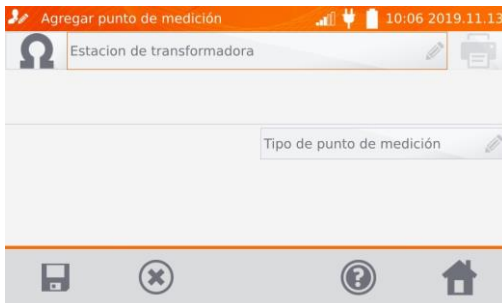 Agregar punto de medición 10:06 2019.11.13
Estacion de transformadora
Tipo de punto de medición